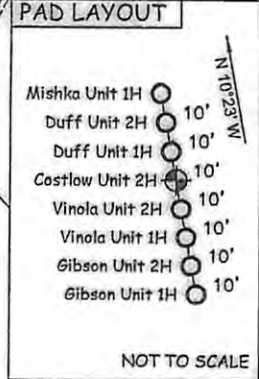 PAD LAYOUT
N 10°23' W
Mishka Unit 1H
10'
Duff Unit 2H
10'
Duff Unit 1H
10'
Costlow Unit 2H
10'
Vinola Unit 2H
10'
Vinola Unit 1H
10'
Gibson Unit 2H
10'
Gibson Unit 1H
NOT TO SCALE